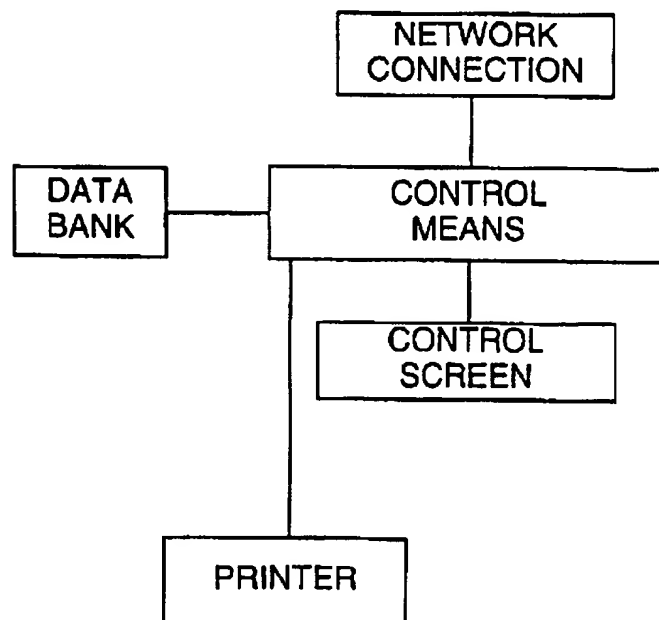 NETWORK
CONNECTION
DATA
BANK
CONTROL
MEANS
CONTROL
SCREEN
PRINTER